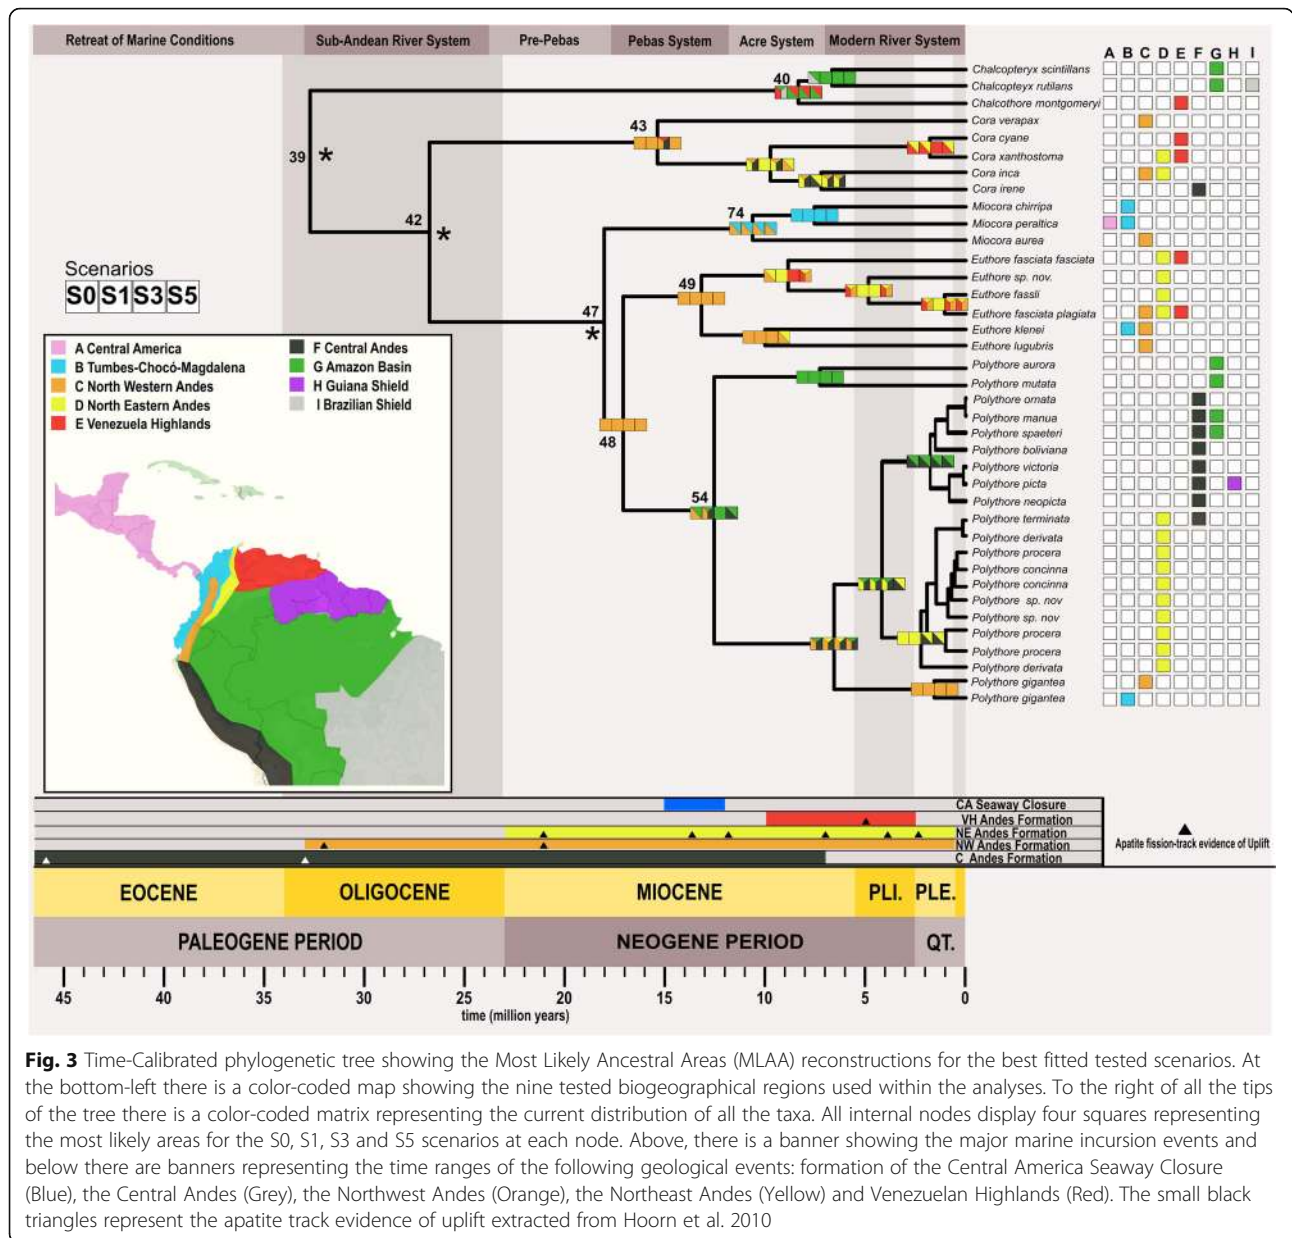 Retreat of Marine Conditions Sub-Andean River System Pre-Pebas Pebas System Acre System Modern River System
A B C D E F G H I
Chalcopteryx scintillans
40 Chalcopteyx rutilans
Chalcothore montgomeryi
43 Cora verapax
Cora cyane
39 * Cora xanthostoma
Cora inca
Cora irene
Miocora chirripa
42 * 74 Miocora peraltica
Miocora aurea
Euthore fasciata fasciata
Scenarios
Euthore sp. nov.
S0 S1 S3 S5 49 Euthore fassli
47 Euthore fasciata plagiata
* Euthore klenei
Euthore lugubris
A Central America F Central Andes
B Tumbes-Chocó-Magdalena G Amazon Basin
C North Western Andes H Guiana Shield
D North Eastern Andes I Brazilian Shield
E Venezuela Highlands
Polythore aurora
Polythore mutata
Polythore ornata
Polythore manua
48 Polythore spaeteri
Polythore boliviana
Polythore victoria
Polythore picta
54 Polythore neopicta
Polythore terminata
Polythore derivata
Polythore procera
Polythore concinna
Polythore concinna
Polythore sp. nov
Polythore sp. nov
Polythore procera
Polythore procera
Polythore derivata
Polythore gigantea
Polythore gigantea
CA Seaway Closure
VH Andes Formation
NE Andes Formation
NW Andes Formation
C Andes Formation
Apatite fission-track evidence of Uplift
EOCENE OLIGOCENE MIOCENE PLI. PLE.
PALEOGENE PERIOD NEOGENE PERIOD QT.
45 40 35 30 25 20 15 10 5 0
time (million years)
Fig. 3 Time-Calibrated phylogenetic tree showing the Most Likely Ancestral Areas (MLAA) reconstructions for the best fitted tested scenarios. At
the bottom-left there is a color-coded map showing the nine tested biogeographical regions used within the analyses. To the right of all the tips
of the tree there is a color-coded matrix representing the current distribution of all the taxa. All internal nodes display four squares representing
the most likely areas for the S0, S1, S3 and S5 scenarios at each node. Above, there is a banner showing the major marine incursion events and
below there are banners representing the time ranges of the following geological events: formation of the Central America Seaway Closure
(Blue), the Central Andes (Grey), the Northwest Andes (Orange), the Northeast Andes (Yellow) and Venezuelan Highlands (Red). The small black
triangles represent the apatite track evidence of uplift extracted from Hoorn et al. 2010